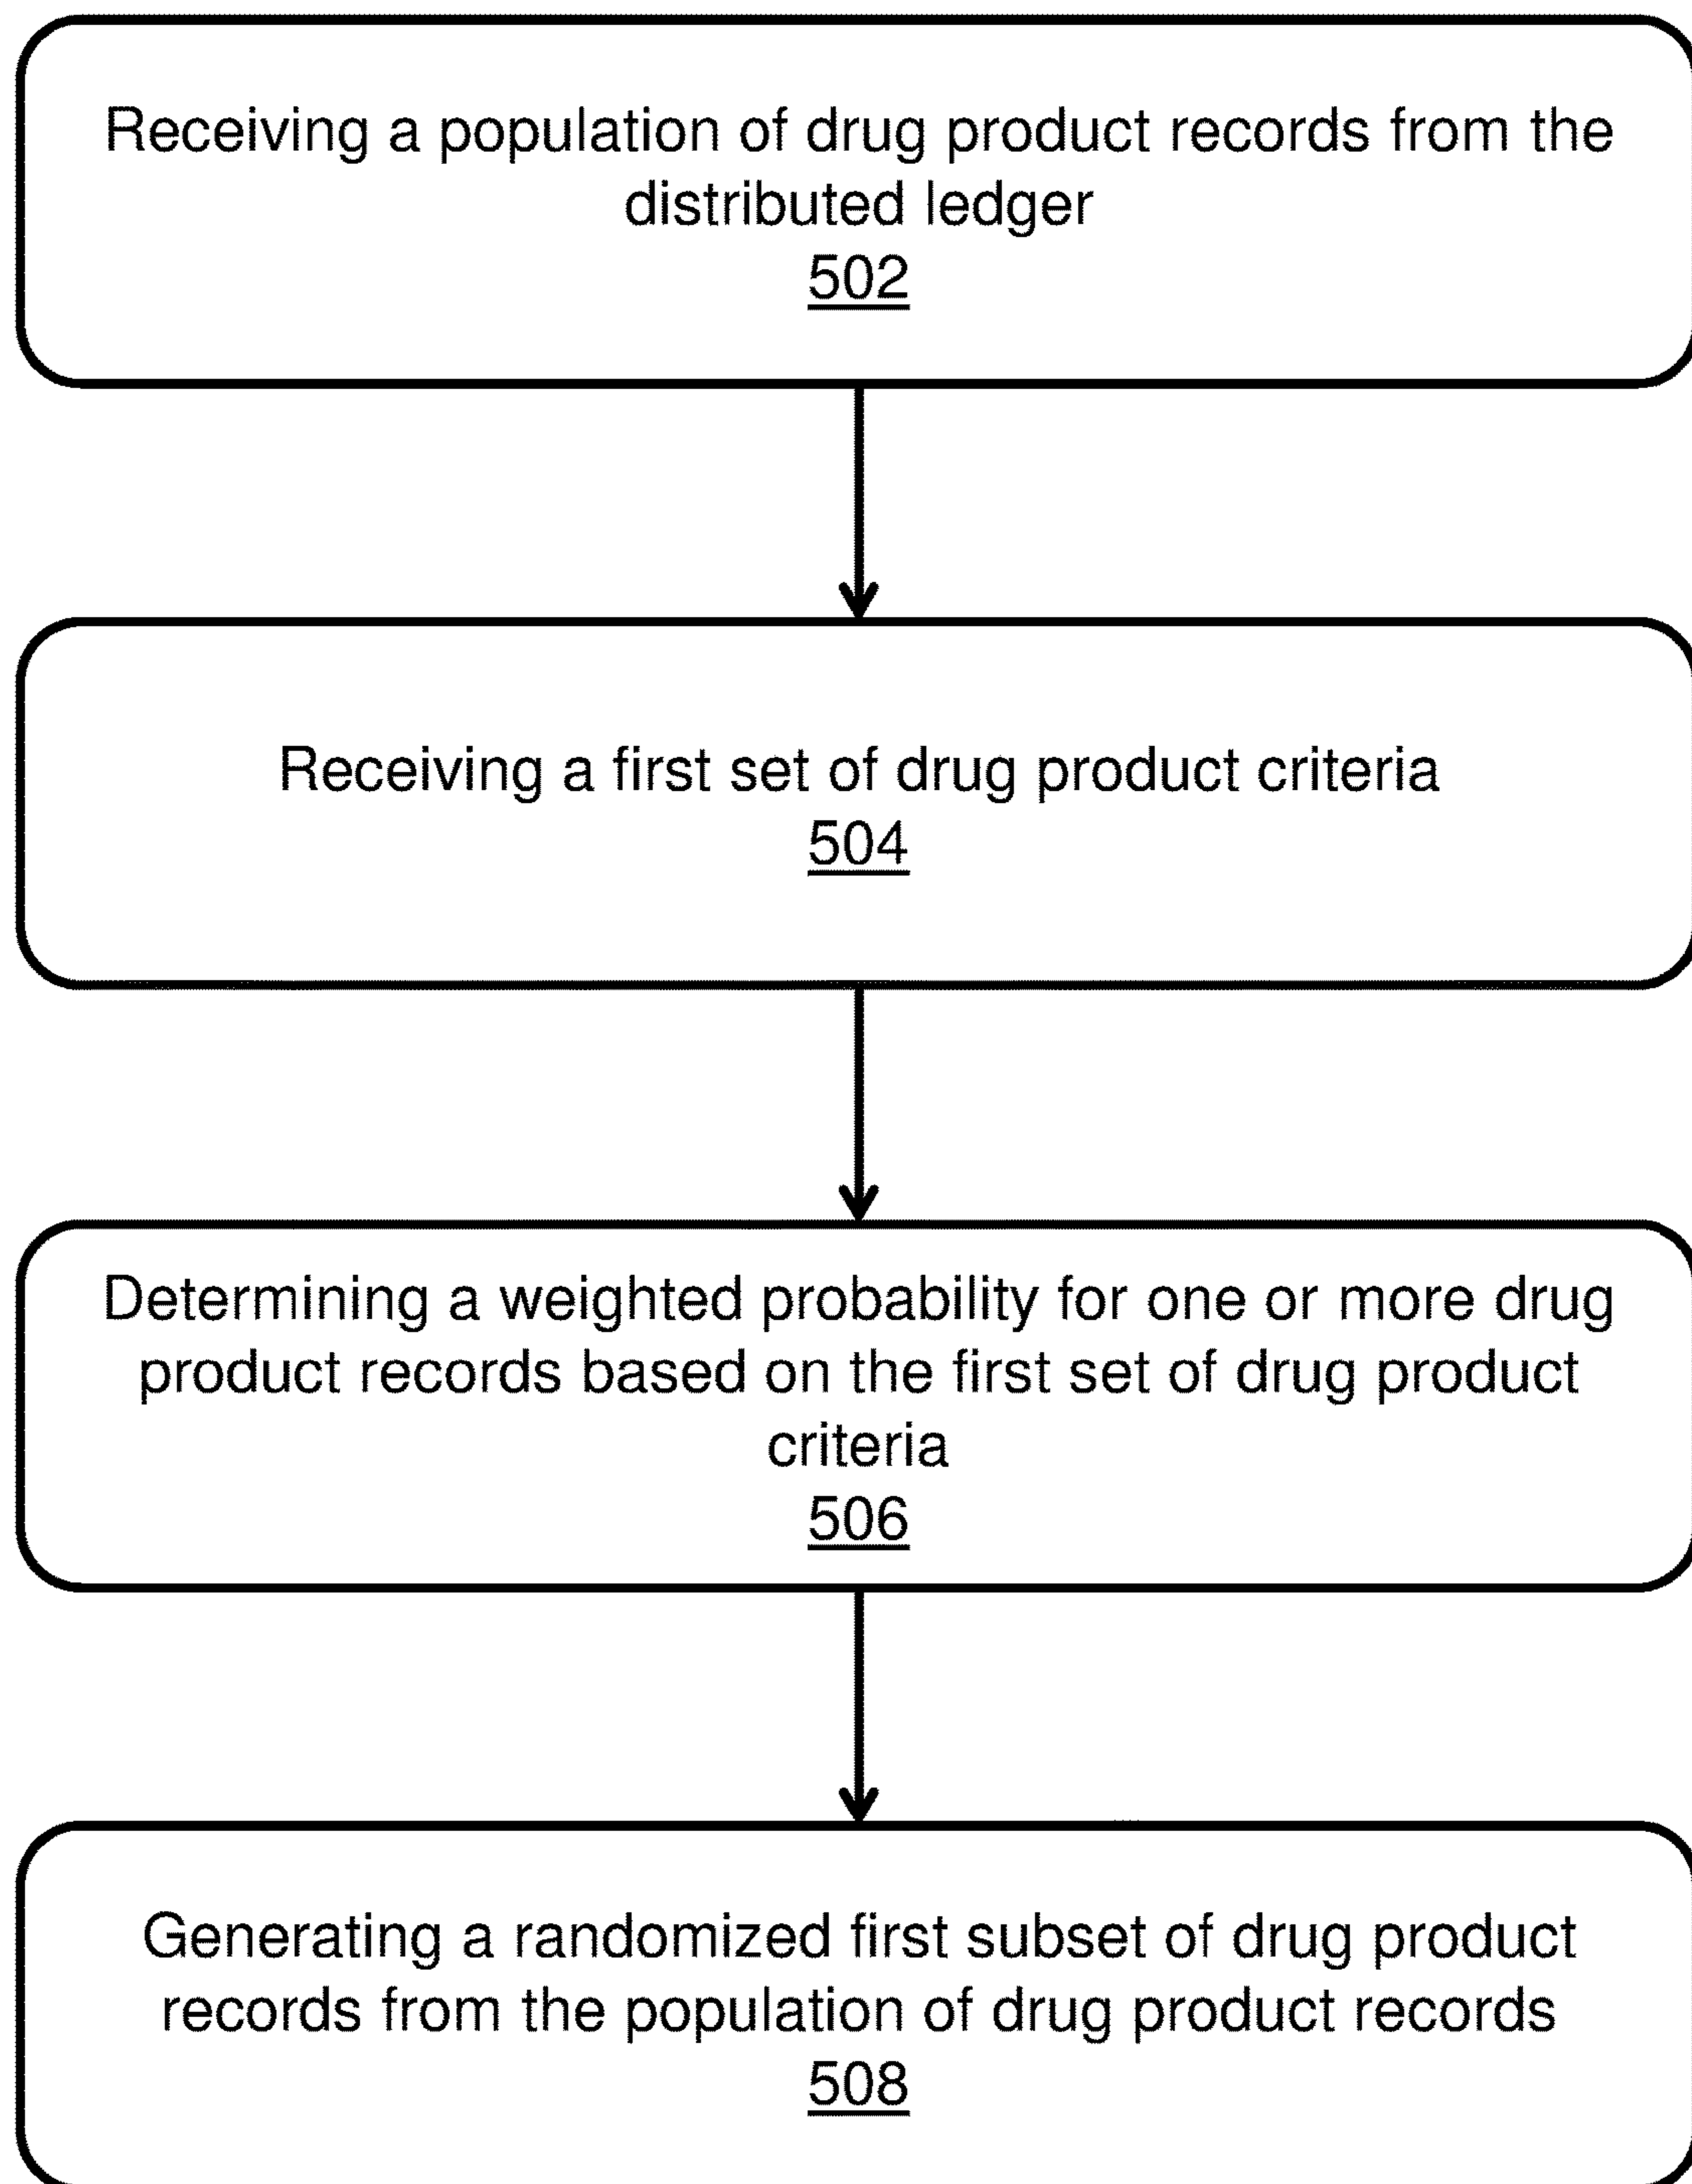 Receiving a population of drug product records from the
distributed ledger
502
Receiving a first set of drug product criteria
504
Determining a weighted probability for one or more drug
product records based on the first set of drug product
criteria
506
Generating a randomized first subset of drug product
records from the population of drug product records
508